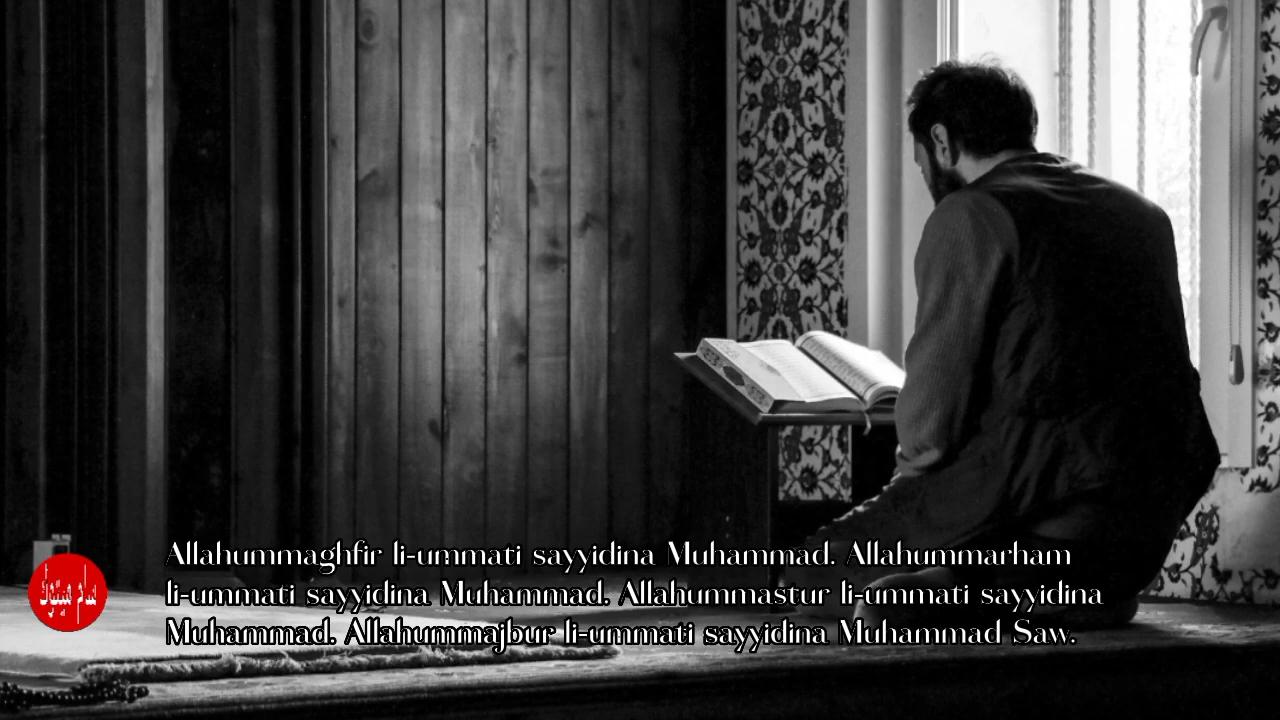 Allahummaghfir li-ummati sayyidina Muhammad. Allahummarham
li-ummati sayyidina Muhammad. Allahummastur li-ummati sayyidina
Muhammad. Allahummajbur li-ummati sayyidina Muhammad Saw.